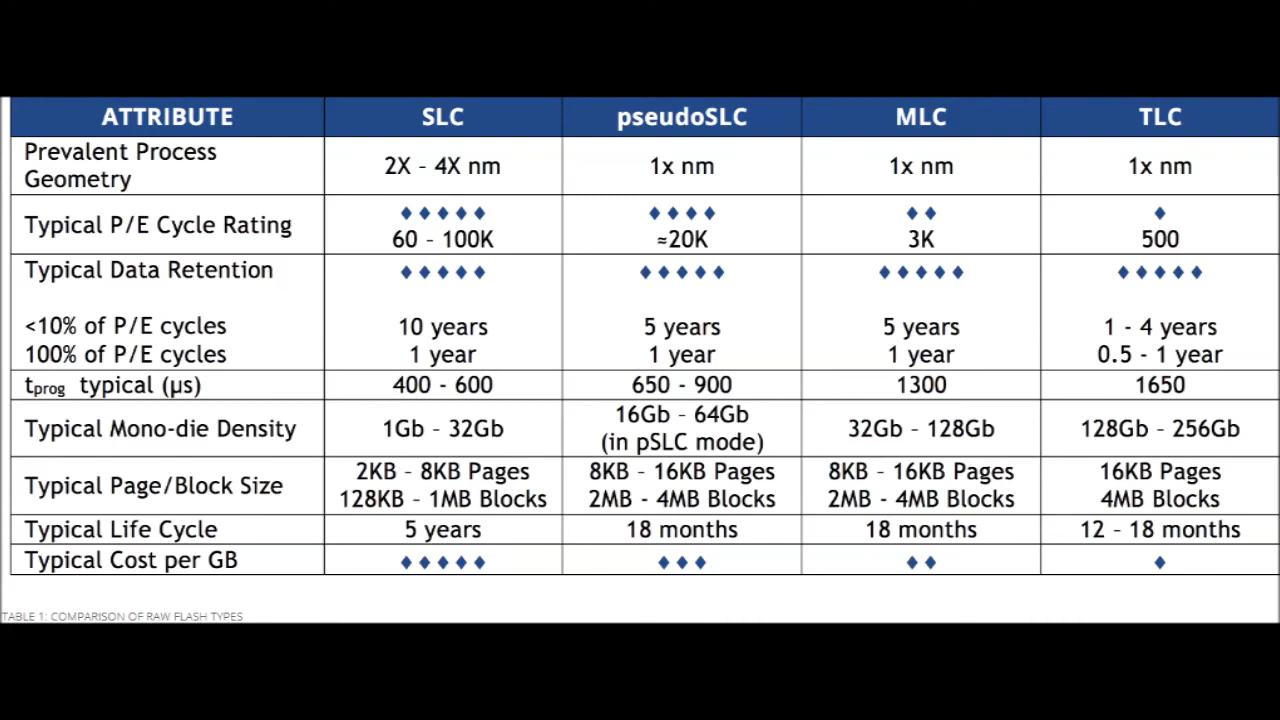 ATTRIBUTE SLC pseudoSLC MLC TLC
Prevalent Process
Geometry 2X - 4X nm 1x nm 1x nm 1x nm
♦♦♦♦♦ ♦♦♦♦ ♦♦ ♦
Typical P/E Cycle Rating 60 - 100K ≈20K 3K 500
Typical Data Retention ♦♦♦♦♦ ♦♦♦♦♦ ♦♦♦♦♦ ♦♦♦♦♦
<10% of P/E cycles 10 years 5 years 5 years 1 - 4 years
100% of P/E cycles 1 year 1 year 1 year 0.5 - 1 year
tprog typical (µs) 400 - 600 650 - 900 1300 1650
Typical Mono-die Density 1Gb - 32Gb 16Gb - 64Gb 32Gb - 128Gb 128Gb - 256Gb
(in pSLC mode)
Typical Page/Block Size 2KB - 8KB Pages 8KB - 16KB Pages 8KB - 16KB Pages 16KB Pages
128KB - 1MB Blocks 2MB - 4MB Blocks 2MB - 4MB Blocks 4MB Blocks
Typical Life Cycle 5 years 18 months 18 months 12 - 18 months
Typical Cost per GB ♦♦♦♦♦ ♦♦♦ ♦♦ ♦
TABLE 1: COMPARISON OF RAW FLASH TYPES